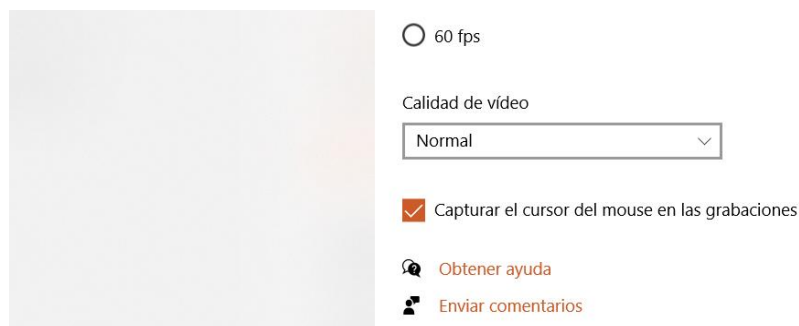 60 fps
Calidad de vídeo
Normal
Capturar el cursor del mouse en las grabaciones
Obtener ayuda
Enviar comentarios